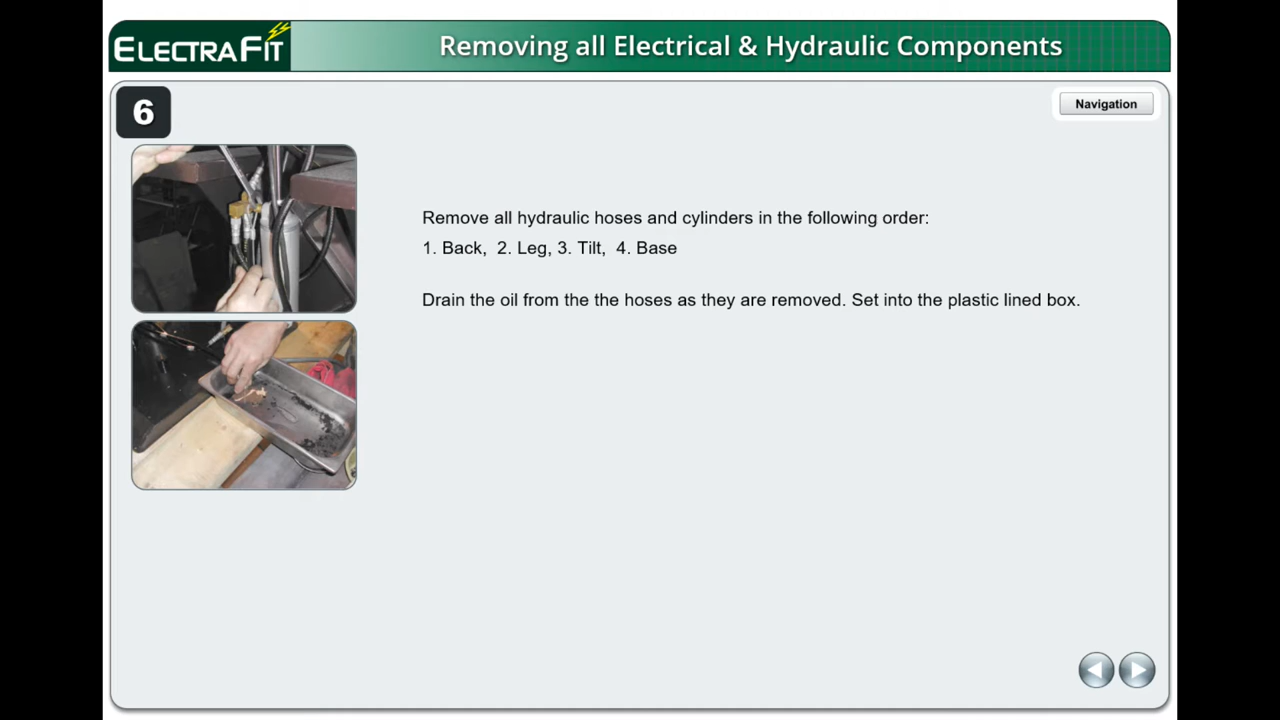 ELECTRAFIT
Removing all Electrical & Hydraulic Components
6
Navigation
Remove all hydraulic hoses and cylinders in the following order:
1. Back,  2. Leg, 3. Tilt,  4. Base
Drain the oil from the the hoses as they are removed. Set into the plastic lined box.